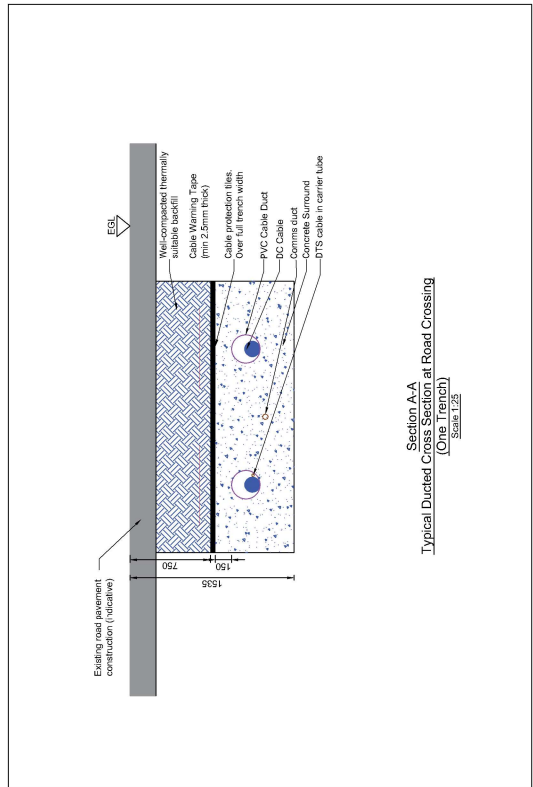 Existing road pavement
construction (indicative)
EGL
Well-compacted thermally
suitable backfill
Cable Warning Tape
(min 2.5mm thick)
Cable protection tiles.
Over full trench width
PVC Cable Duct
DC Cable
Comms duct
Concrete Surround
DTS cable in carrier tube
750
150
1535
Section A-A
Typical Ducted Cross Section at Road Crossing
(One Trench)
Scale 1:25